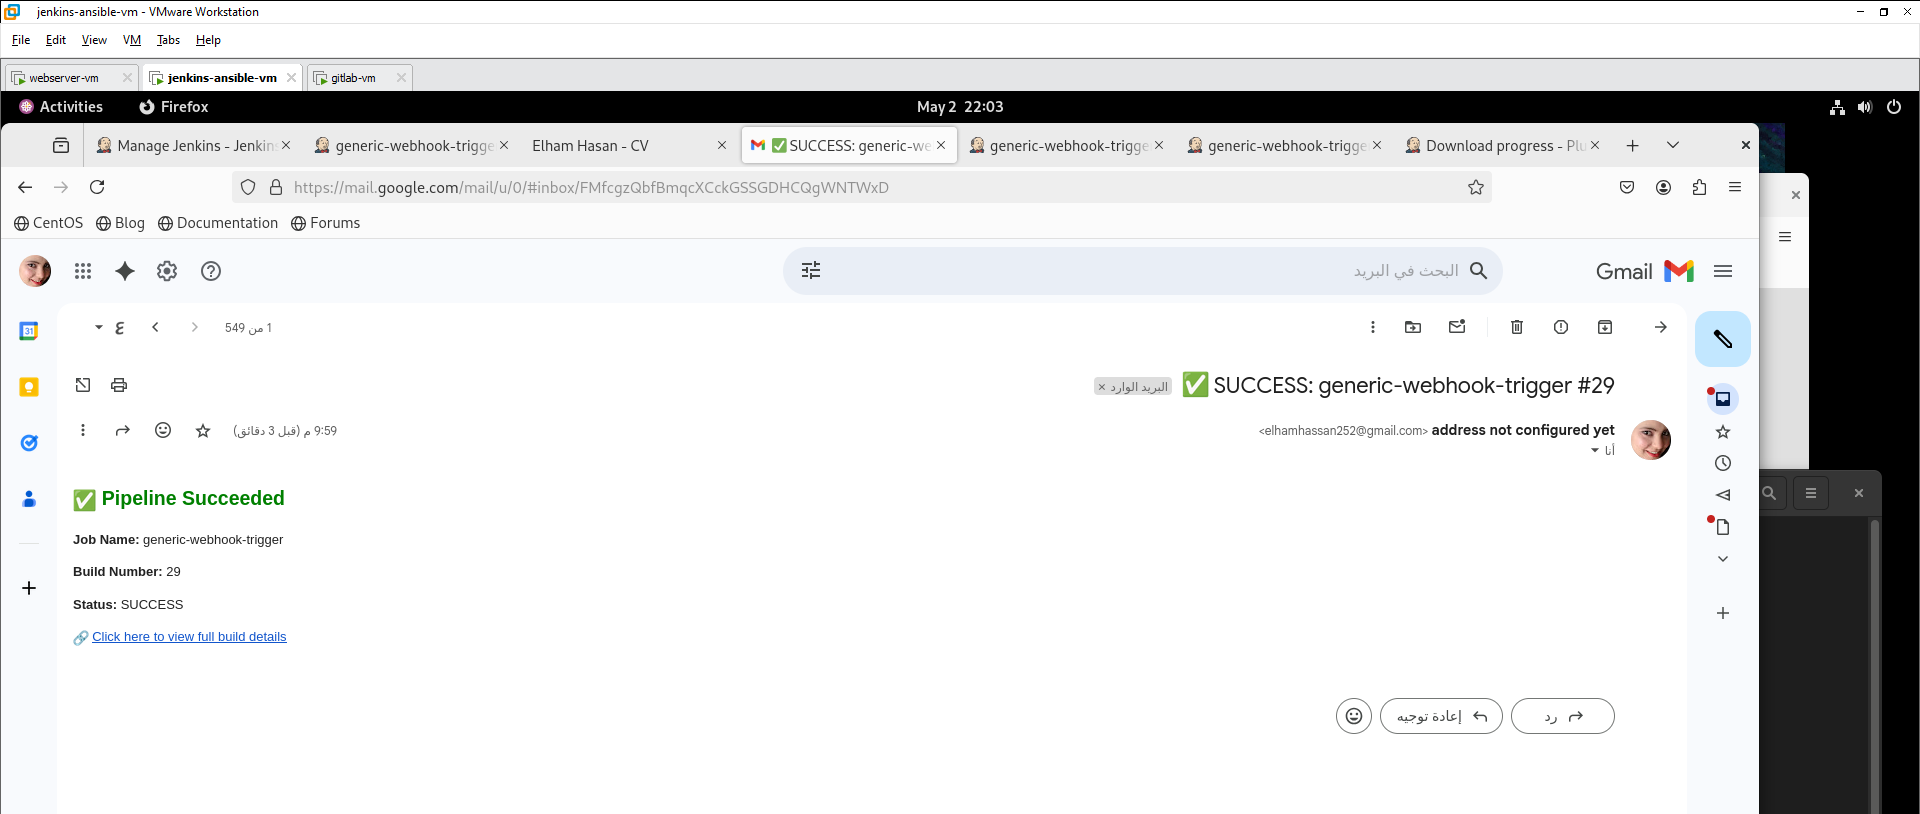 jenkins-ansible-vm - VMware Workstation
File Edit View VM Tabs Help
webserver-vm jenkins-ansible-vm gitlab-vm
Activities Firefox May 2 22:03
Manage Jenkins - Jenkins generic-webhook-trigge Elham Hasan - CV ✅ SUCCESS: generic-we generic-webhook-trigge generic-webhook-trigge Download progress - Plu
https://mail.google.com/mail/u/0/#inbox/FMfcgzQbfBmqcXCckGSSGDHCQgWNTWxD
CentOS Blog Documentation Forums
البحث في البريد Gmail
ع 1 من 549
31
✅ SUCCESS: generic-webhook-trigger #29 البريد الوارد ×
9:59 م (قبل 3 دقائق) <elhamhassan252@gmail.com> address not configured yet
أنا
✅ Pipeline Succeeded
Job Name: generic-webhook-trigger
Build Number: 29
Status: SUCCESS
🔗 Click here to view full build details
رد إعادة توجيه